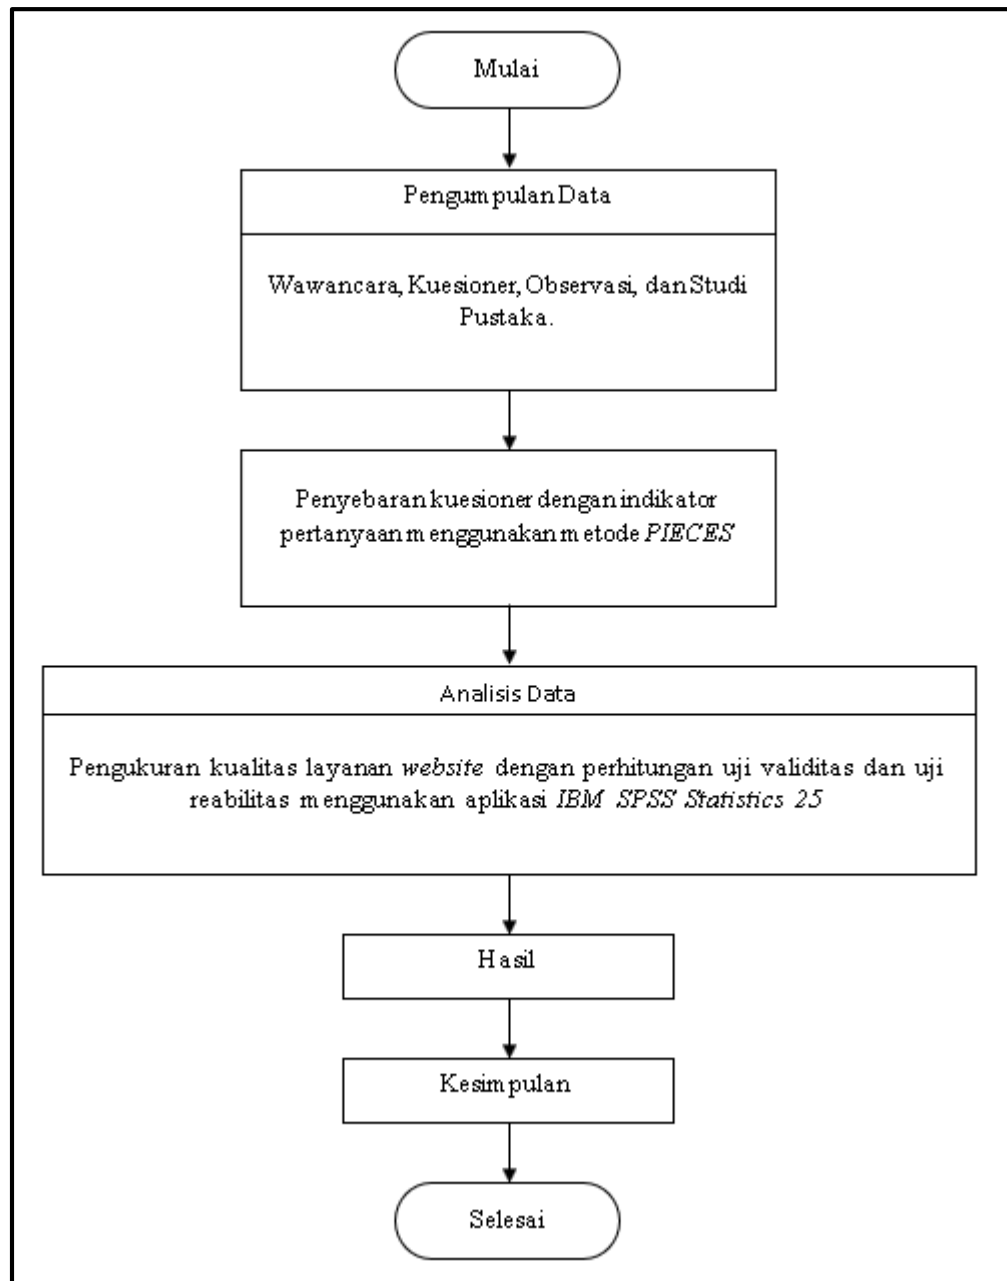 Mulai
Pengumpulan Data
Wawancara, Kuesioner, Observasi, dan Studi
Pustaka.
Penyebaran kuesioner dengan indikator
pertanyaan menggunakan metode PIECES
Analisis Data
Pengukuran kualitas layanan website dengan perhitungan uji validitas dan uji
reabilitas menggunakan aplikasi IBM SPSS Statistics 25
Hasil
Kesimpulan
Selesai